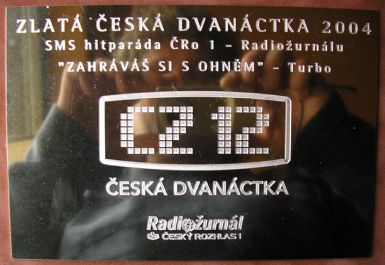 ZLATÁ ČESKÁ DVANÁCTKA 2004
SMS hitparáda ČRo 1 - Radiožurnálu
"ZAHRÁVÁŠ SI S OHNĚM" - Turbo
CZ 12
ČESKÁ DVANÁCTKA
Radiožurnál
ČESKÝ ROZHLAS 1